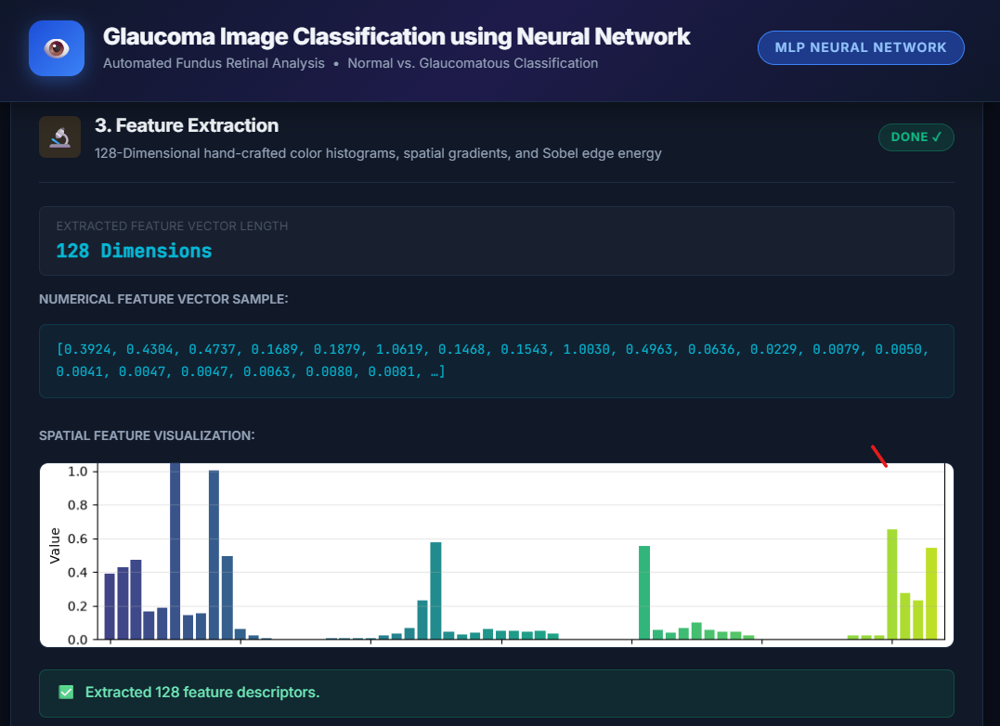 Glaucoma Image Classification using Neural Network
Automated Fundus Retinal Analysis • Normal vs. Glaucomatous Classification
MLP NEURAL NETWORK
3. Feature Extraction
128-Dimensional hand-crafted color histograms, spatial gradients, and Sobel edge energy
DONE ✓
EXTRACTED FEATURE VECTOR LENGTH
128 Dimensions
NUMERICAL FEATURE VECTOR SAMPLE:
[0.3924, 0.4304, 0.4737, 0.1689, 0.1879, 1.0619, 0.1468, 0.1543, 1.0030, 0.4963, 0.0636, 0.0229, 0.0079, 0.0050,
0.0041, 0.0047, 0.0047, 0.0063, 0.0080, 0.0081, …]
SPATIAL FEATURE VISUALIZATION:
1.0
0.8
0.6
0.4
0.2
0.0
Value
✅ Extracted 128 feature descriptors.